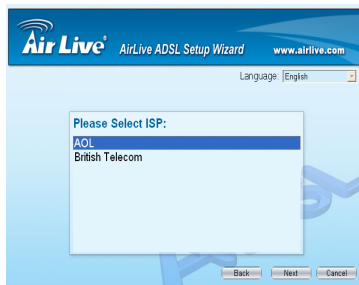 Air Live® AirLive ADSL Setup Wizard www.airlive.com
Language: English
Please Select ISP:
AOL
British Telecom
Back Next Cancel